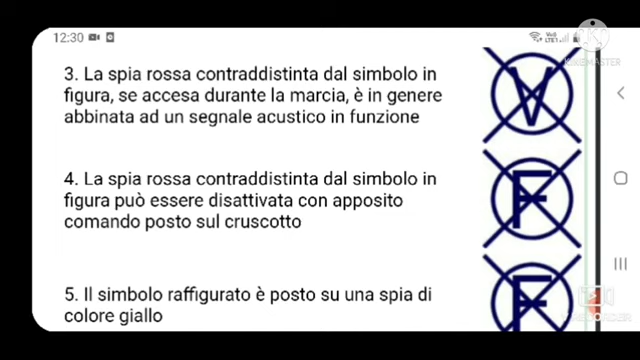 12:30
3. La spia rossa contraddistinta dal simbolo in
figura, se accesa durante la marcia, è in genere
abbinata ad un segnale acustico in funzione
V
4. La spia rossa contraddistinta dal simbolo in
figura può essere disattivata con apposito
comando posto sul cruscotto
F
5. Il simbolo raffigurato è posto su una spia di
colore giallo
F
KINEMASTER